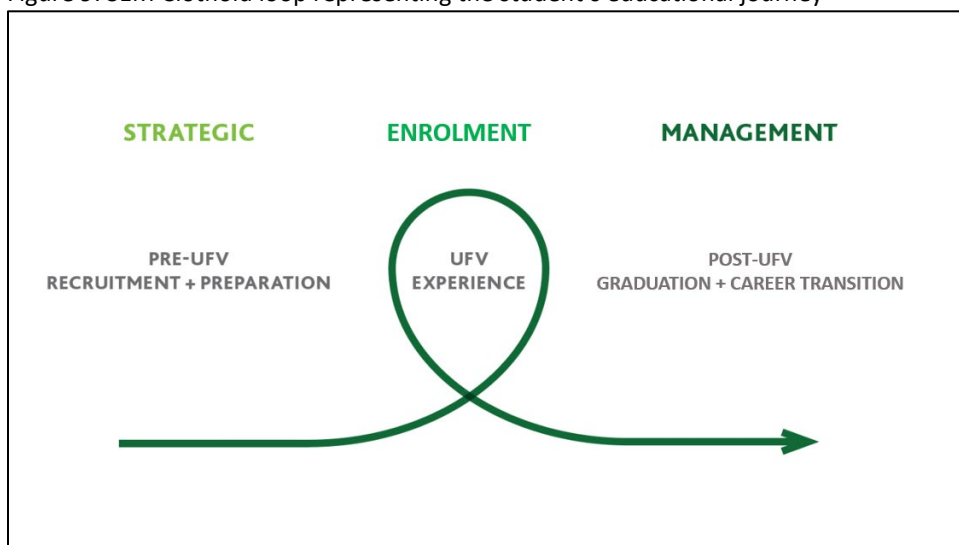 STRATEGIC ENROLMENT MANAGEMENT
PRE-UFV
RECRUITMENT + PREPARATION
UFV
EXPERIENCE
POST-UFV
GRADUATION + CAREER TRANSITION